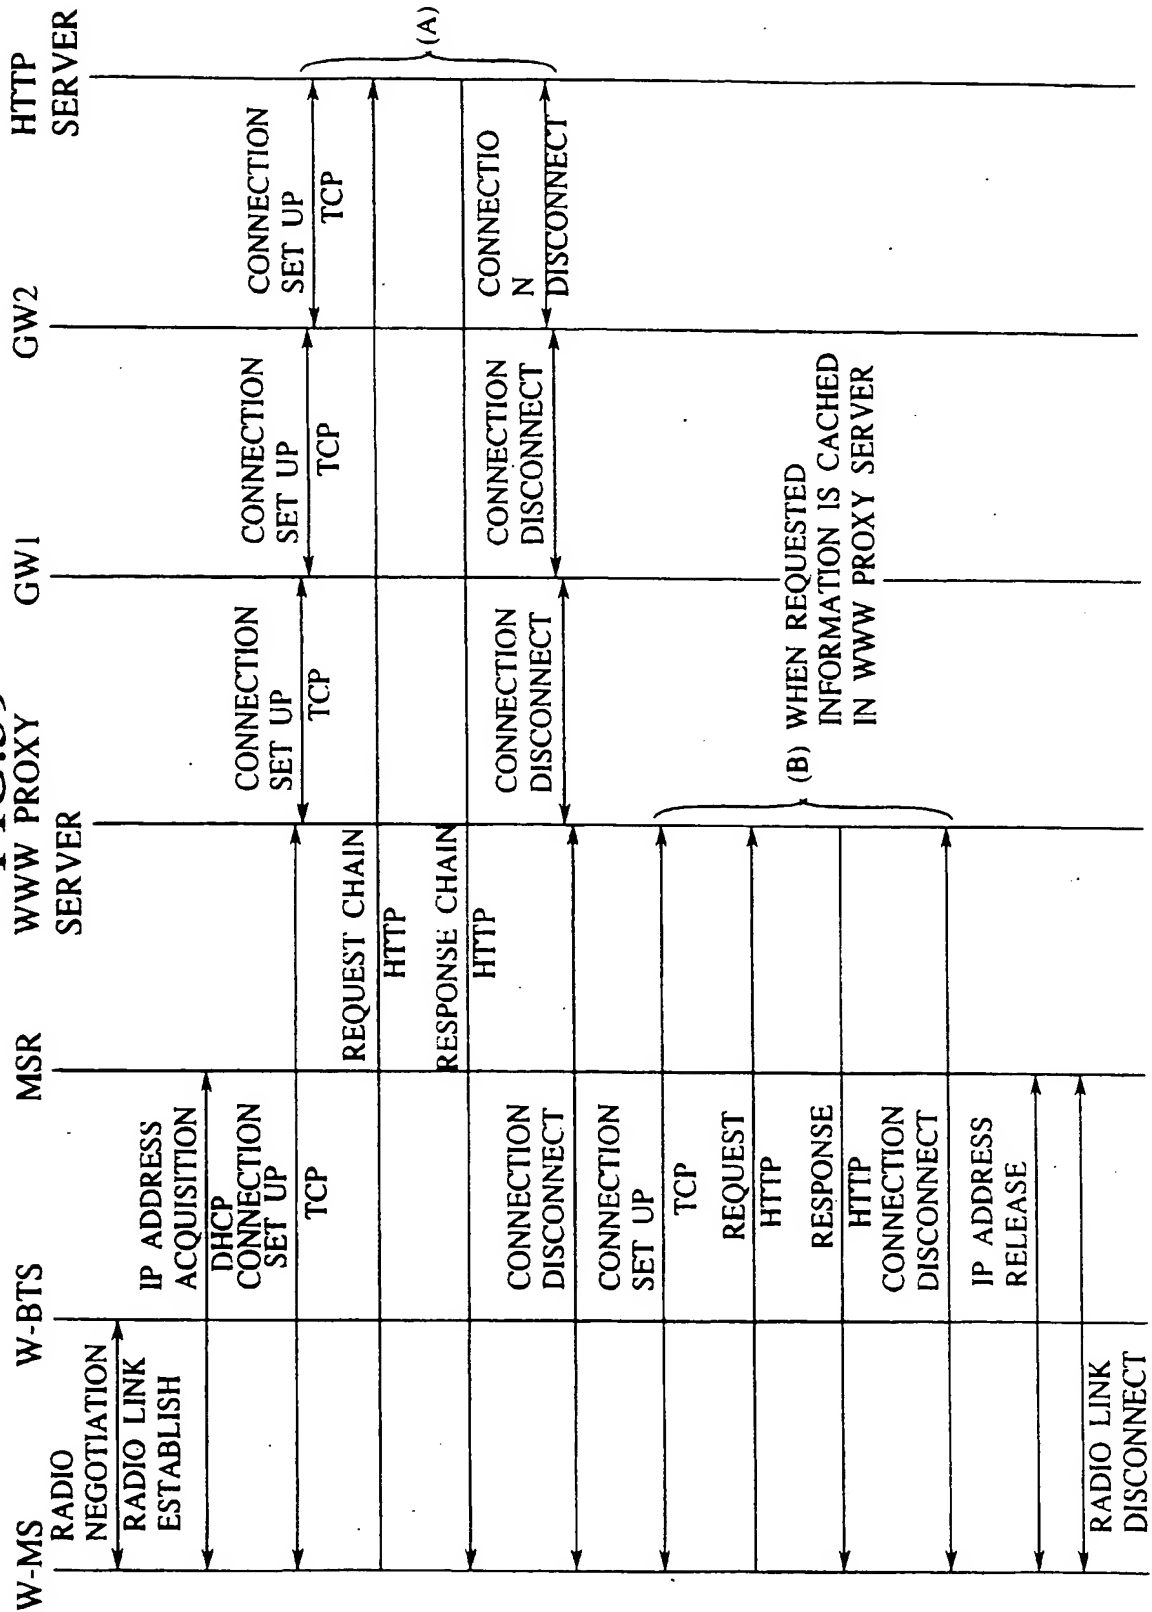 W-MS
W-BTS
MSR
WWW PROXY
SERVER
GW1
GW2
HTTP
SERVER
RADIO
NEGOTIATION
RADIO LINK
ESTABLISH
IP ADDRESS
ACQUISITION
DHCP
CONNECTION
SET UP
TCP
CONNECTION
SET UP
TCP
CONNECTION
SET UP
TCP
CONNECTION
SET UP
TCP
REQUEST CHAIN
HTTP
RESPONSE CHAIN
HTTP
(A)
CONNECTION
DISCONNECT
CONNECTION
DISCONNECT
CONNECTION
DISCONNECT
CONNECTIO
N
DISCONNECT
CONNECTION
SET UP
TCP
REQUEST
HTTP
RESPONSE
HTTP
CONNECTION
DISCONNECT
(B) WHEN REQUESTED
INFORMATION IS CACHED
IN WWW PROXY SERVER
IP ADDRESS
RELEASE
RADIO LINK
DISCONNECT